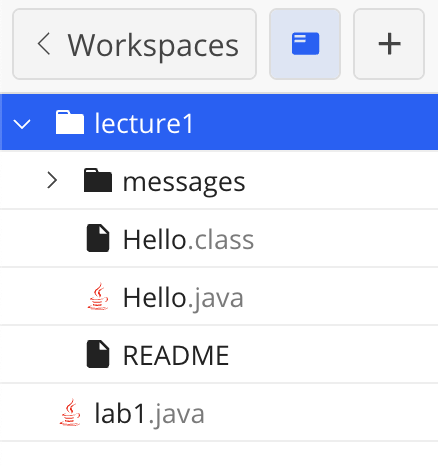 Workspaces
lecture1
messages
Hello.class
Hello.java
README
lab1.java